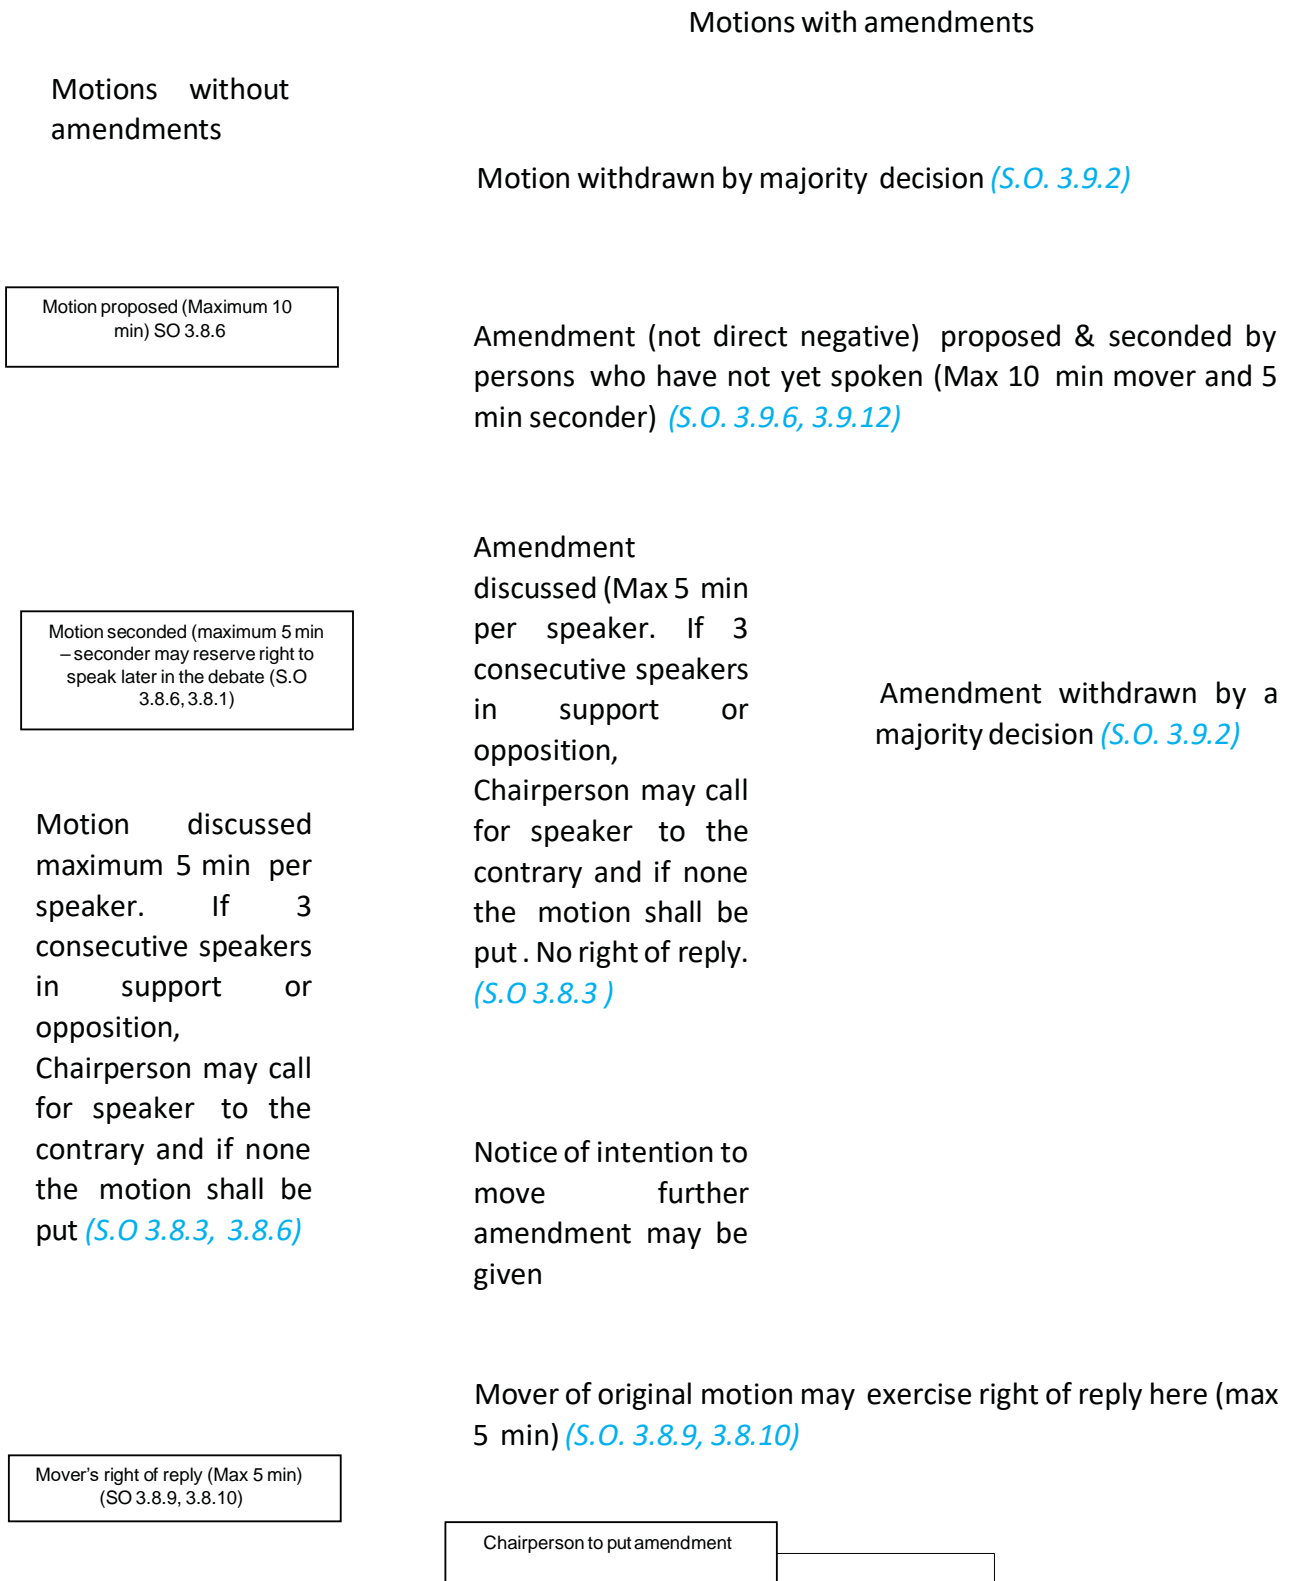 Motions with amendments
Motions without
amendments
Motion withdrawn by majority decision (S.O. 3.9.2)
Motion proposed (Maximum 10
min) SO 3.8.6
Amendment (not direct negative) proposed & seconded by
persons who have not yet spoken (Max 10 min mover and 5
min seconder) (S.O. 3.9.6, 3.9.12)
Motion seconded (maximum 5 min
– seconder may reserve right to
speak later in the debate (S.O
3.8.6, 3.8.1)
Amendment
discussed (Max 5 min
per speaker. If 3
consecutive speakers
in support or
opposition,
Chairperson may call
for speaker to the
contrary and if none
the motion shall be
put . No right of reply.
(S.O 3.8.3 )
Amendment withdrawn by a
majority decision (S.O. 3.9.2)
Motion discussed
maximum 5 min per
speaker. If 3
consecutive speakers
in support or
opposition,
Chairperson may call
for speaker to the
contrary and if none
the motion shall be
put (S.O 3.8.3, 3.8.6)
Notice of intention to
move further
amendment may be
given
Mover of original motion may exercise right of reply here (max
5 min) (S.O. 3.8.9, 3.8.10)
Mover’s right of reply (Max 5 min)
(SO 3.8.9, 3.8.10)
Chairperson to put amendment